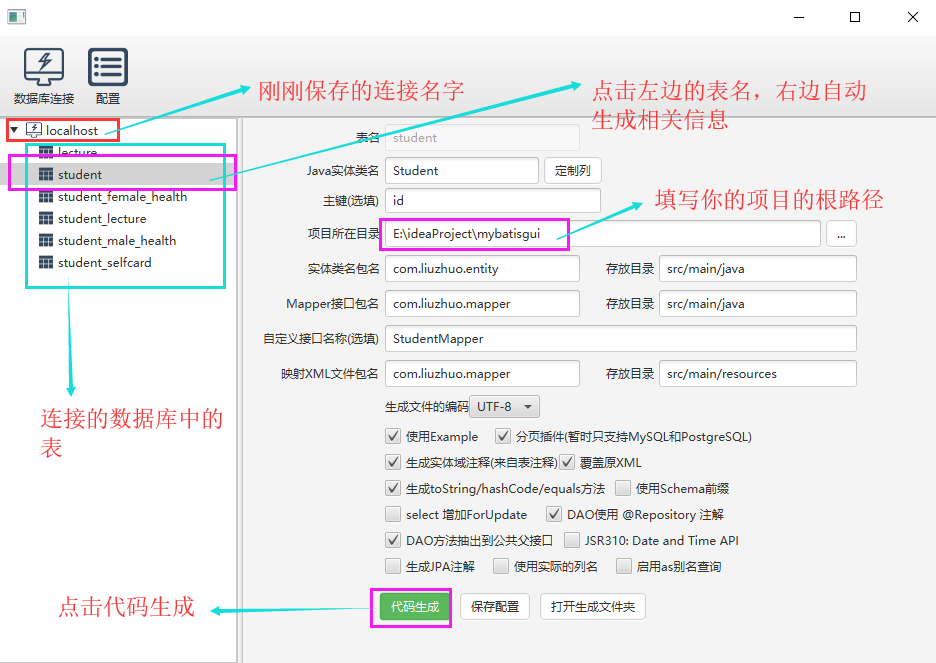 数据库连接 配置
刚刚保存的连接名字
点击左边的表名，右边自动
生成相关信息
localhost
lecture
student
student_female_health
student_lecture
student_male_health
student_selfcard
连接的数据库中的
表
表名 student
Java实体类名 Student 定制列
主键(选填) id
填写你的项目的根路径
项目所在目录 E:\ideaProject\mybatisgui ...
实体类名包名 com.liuzhuo.entity 存放目录 src/main/java
Mapper接口包名 com.liuzhuo.mapper 存放目录 src/main/java
自定义接口名称(选填) StudentMapper
映射XML文件包名 com.liuzhuo.mapper 存放目录 src/main/resources
生成文件的编码 UTF-8
使用Example 分页插件(暂时只支持MySQL和PostgreSQL)
生成实体域注释(来自表注释) 覆盖原XML
生成toString/hashCode/equals方法 使用Schema前缀
select 增加ForUpdate DAO使用 @Repository 注解
DAO方法抽出到公共父接口 JSR310: Date and Time API
生成JPA注解 使用实际的列名 启用as别名查询
点击代码生成
代码生成 保存配置 打开生成文件夹